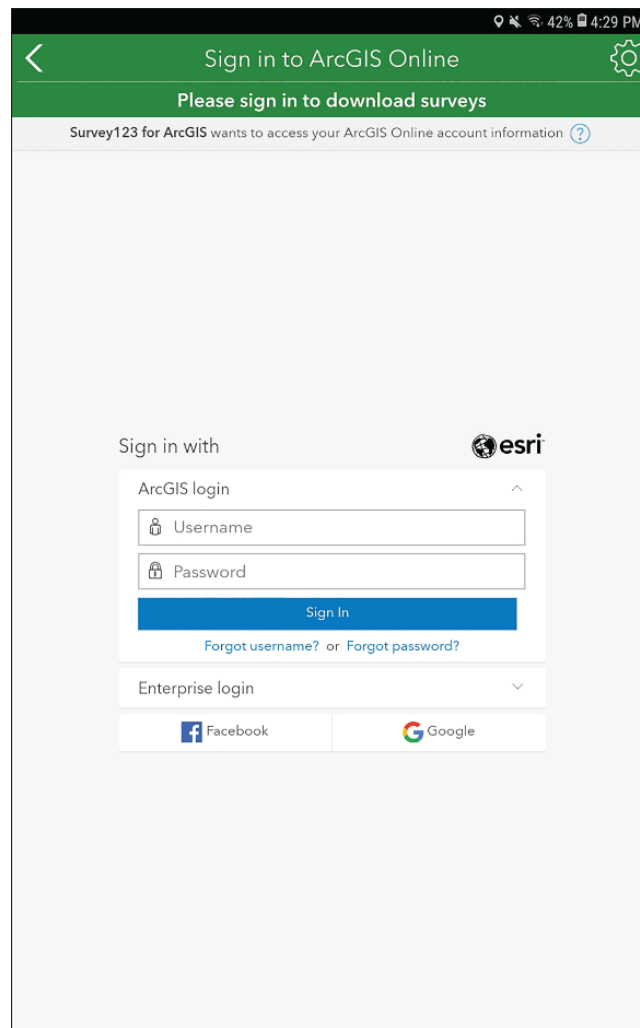 42% 4:29 PM
Sign in to ArcGIS Online
Please sign in to download surveys
Survey123 for ArcGIS wants to access your ArcGIS Online account information ?
Sign in with esri
ArcGIS login
Username
Password
Sign In
Forgot username? or Forgot password?
Enterprise login
Facebook Google